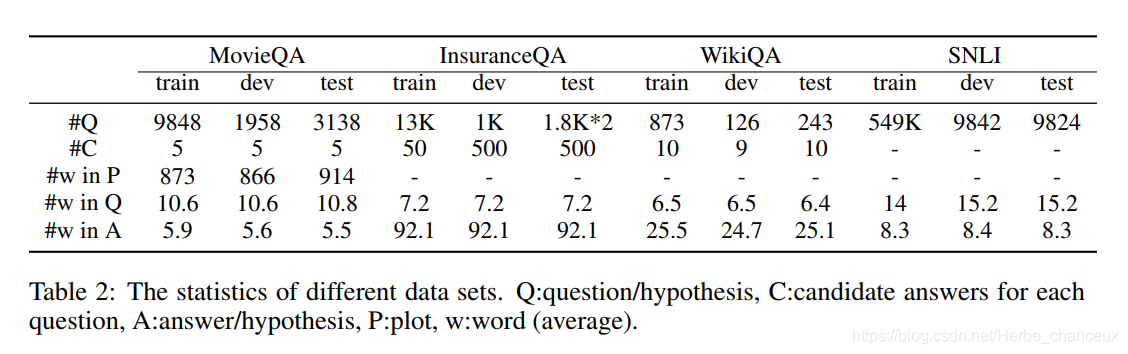 MovieQA InsuranceQA WikiQA SNLI
train dev test train dev test train dev test train dev test
#Q 9848 1958 3138 13K 1K 1.8K*2 873 126 243 549K 9842 9824
#C 5 5 5 50 500 500 10 9 10 - - -
#w in P 873 866 914 - - - - - - - - -
#w in Q 10.6 10.6 10.8 7.2 7.2 7.2 6.5 6.5 6.4 14 15.2 15.2
#w in A 5.9 5.6 5.5 92.1 92.1 92.1 25.5 24.7 25.1 8.3 8.4 8.3
Table 2: The statistics of different data sets. Q:question/hypothesis, C:candidate answers for each
question, A:answer/hypothesis, P:plot, w:word (average).
https://blog.csdn.net/Herbe_chanceux